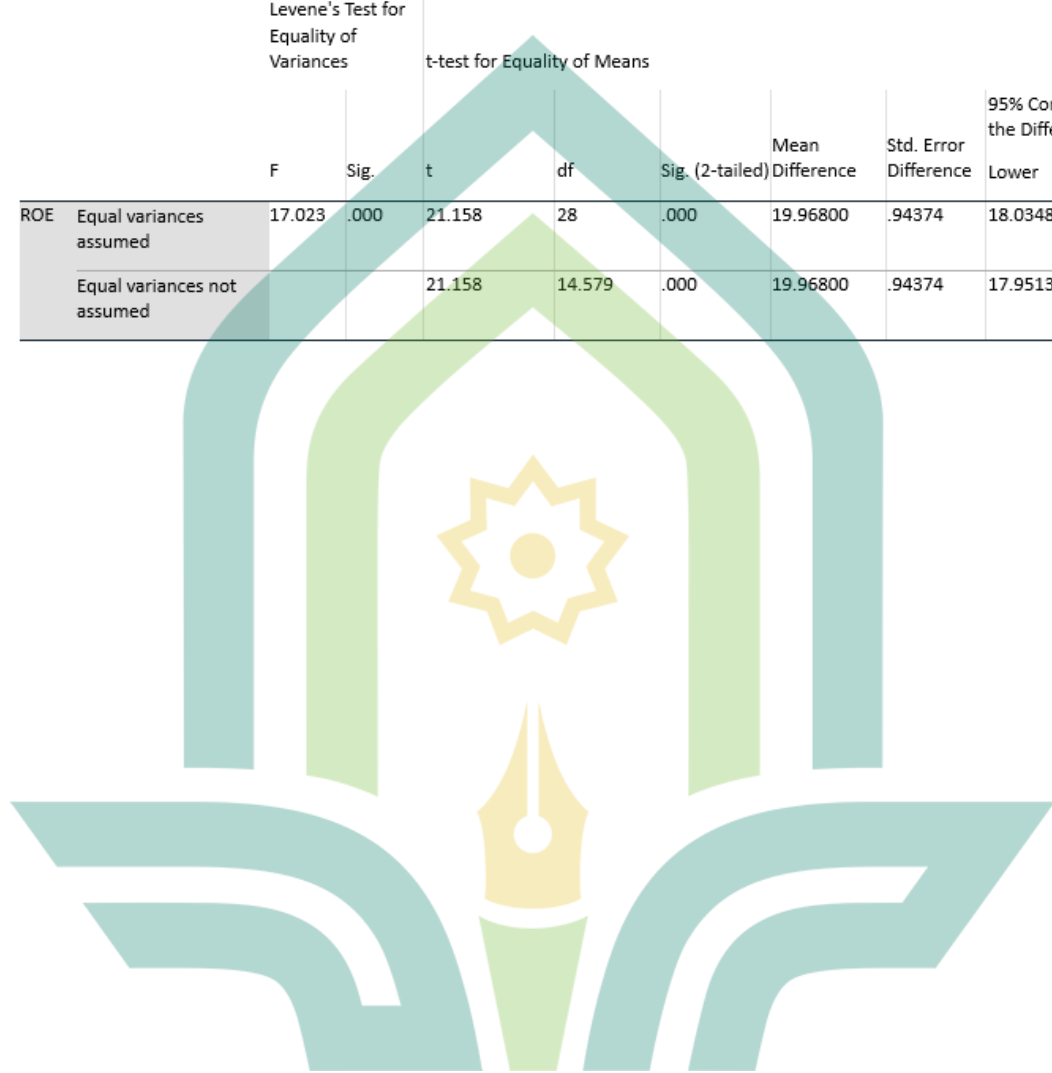 Levene's Test for
Equality of
Variances t-test for Equality of Means
95% Co
the Diffe
Mean Std. Error
F Sig. t df Sig. (2-tailed) Difference Difference Lower
ROE Equal variances 17.023 .000 21.158 28 .000 19.96800 .94374 18.0348
assumed
Equal variances not 21.158 14.579 .000 19.96800 .94374 17.9513
assumed